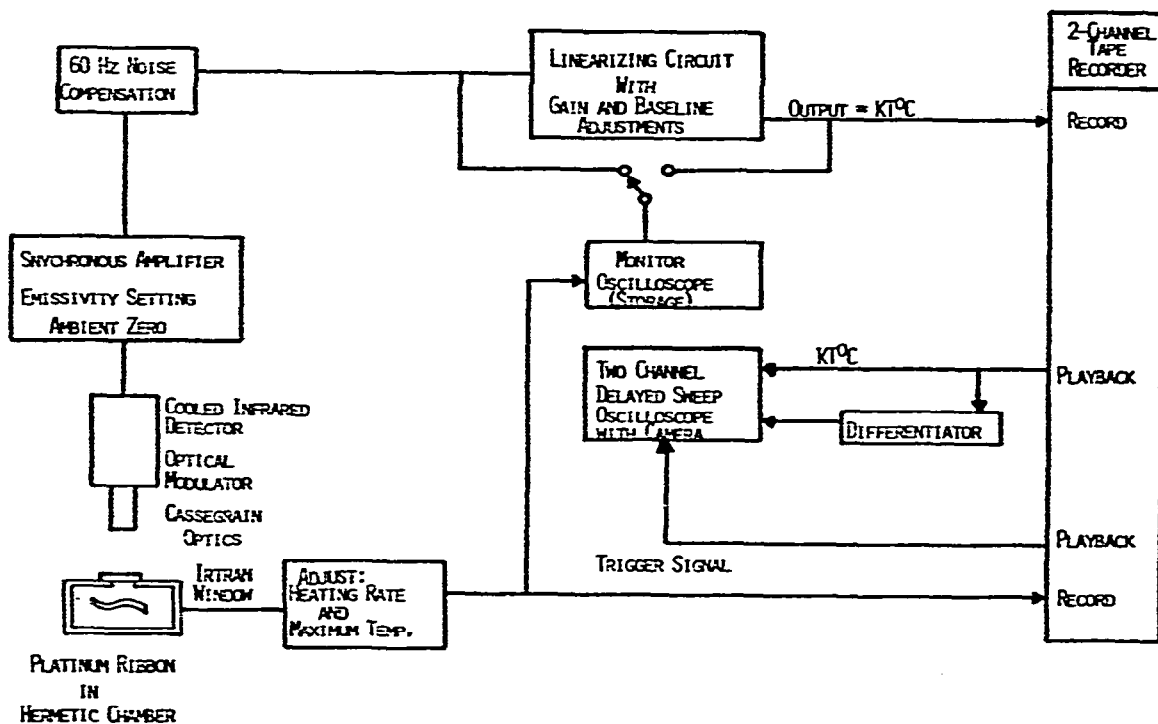 60 Hz Noise
Compensation
Linearizing Circuit
With
Gain and Baseline
Adjustments
Output = KT°C
2-Channel
Tape
Recorder
Record
Snychronous Amplifier
Emissivity Setting
Ambient Zero
Monitor
Oscilloscope
(Storage)
Two Channel
Delayed Sweep
Oscilloscope
with Camera
KT°C
Playback
Differentiator
Cooled Infrared
Detector
Optical
Modulator
Cassegrain
Optics
Playback
Trigger Signal
Irtram
Window
Adjust:
Heating Rate
and
Maximum Temp.
Record
Platinum Ribbon
in
Hermetic Chamber